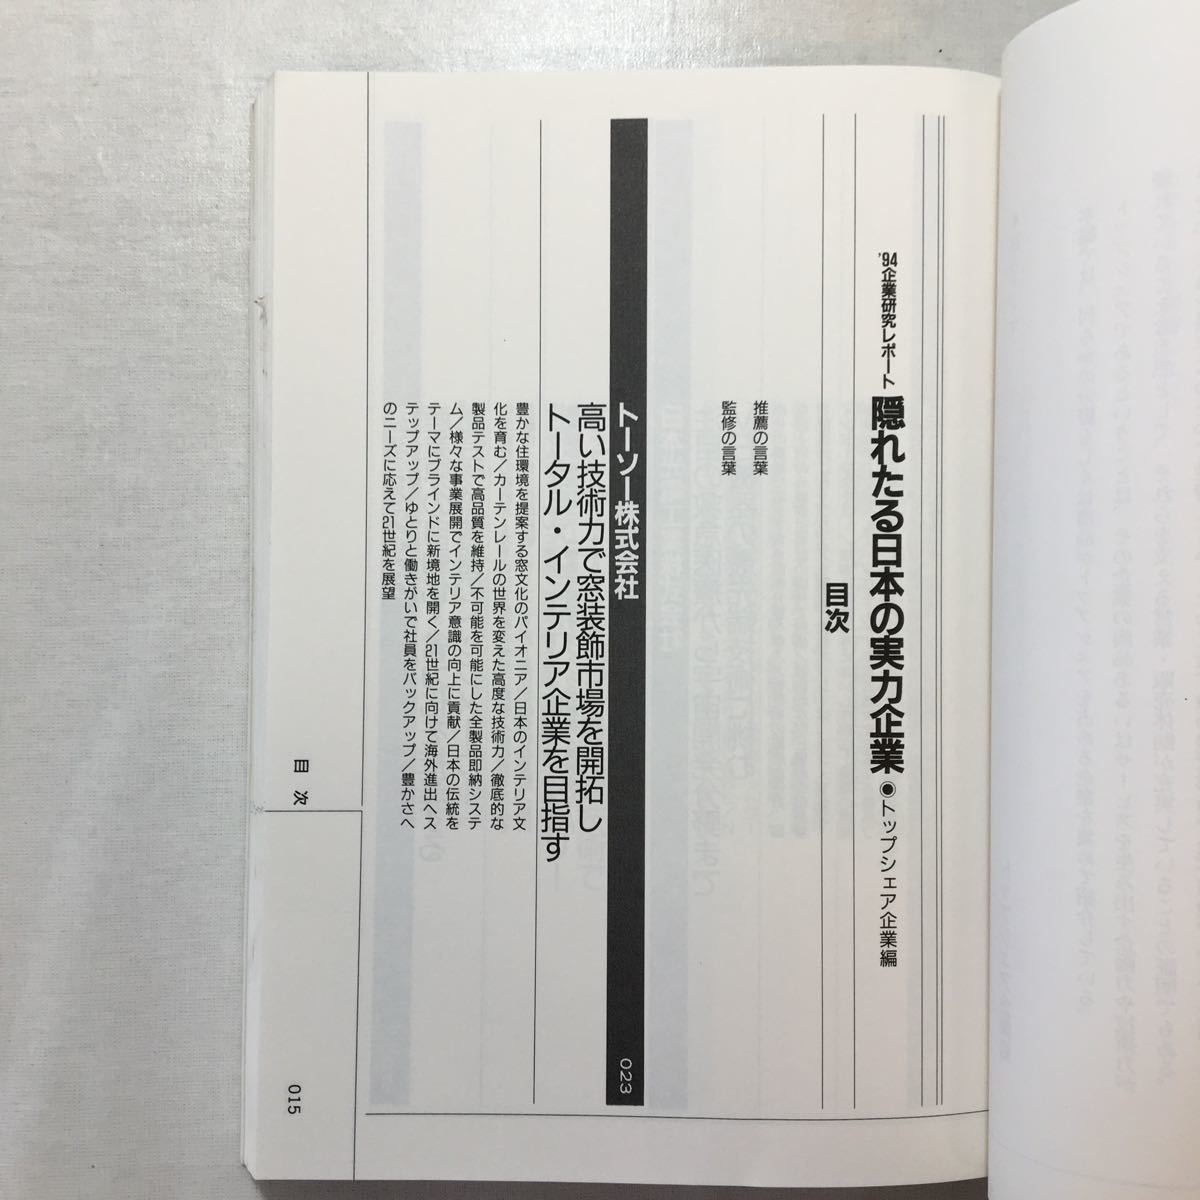 '94企業研究レポート 隠れたる日本の実力企業●トップシェア企業編
目次
推薦の言葉
監修の言葉
トーソー株式会社 023
高い技術力で窓装飾市場を開拓し
トータル・インテリア企業を目指す
豊かな住環境を提案する窓文化のパイオニア/日本のインテリア文
化を育む/カーテンレールの世界を変えた高度な技術力/徹底的な
製品テストで高品質を維持/不可能を可能にした全製品即納システ
ム/様々な事業展開でインテリア意識の向上に貢献/日本の伝統を
テーマにブラインドに新境地を開く/21世紀に向けて海外進出へス
テップアップ/ゆとりと働きがいで社員をバックアップ/豊かさへ
のニーズに応えて21世紀を展望
目次
015